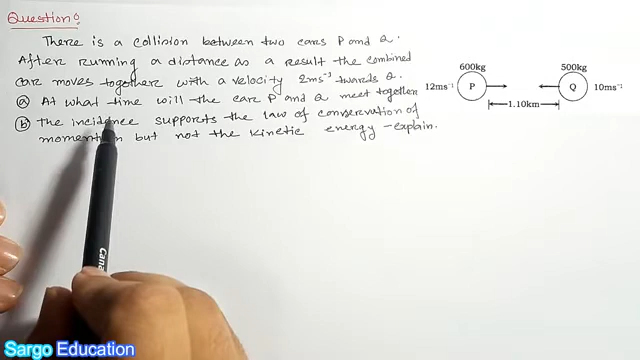 Question:
There is a collision between two cars P and Q.
After running a distance as a result the combined
car moves together with a velocity 2ms⁻¹ towards Q.
(a) At what time will the car P and Q meet together
(b) The incidence supports the law of conservation of
momentum but not the kinetic energy – explain.
600kg 500kg
12ms⁻¹ P Q 10ms⁻¹
1.10km
Canc
Sargo Education